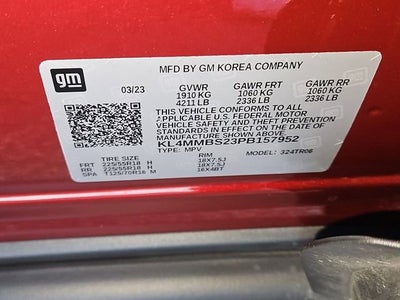 gm
MFD BY GM KOREA COMPANY
03/23 GVWR GAWR FRT GAWR RR
1910 KG 1060 KG 1060 KG
4211 LB 2336 LB 2336 LB
THIS VEHICLE CONFORMS TO ALL
APPLICABLE U.S. FEDERAL MOTOR
VEHICLE SAFETY AND THEFT PREVENTION
STANDARDS IN EFFECT ON THE DATE OF
MANUFACTURE SHOWN ABOVE.
KL4MMBS23PB157952
TYPE: MPV MODEL: 324TR06
TIRE SIZE RIM
FRT 225/55R18 H 18X7.5J
RR 225/55R18 H 18X7.5J
SPA T125/70R16 M 16X4BT